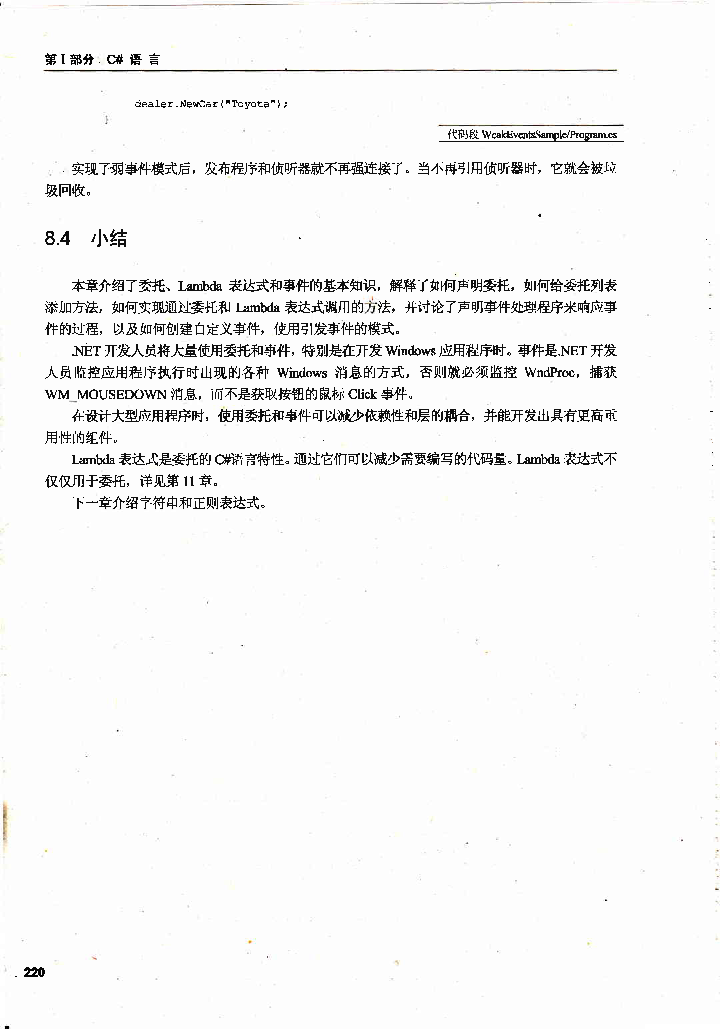 第 I 部分 C# 语 言
dealer.NewCar("Toyota");
}
代码段 WeakEventsSample/Program.cs
实现了弱事件模式后，发布程序和侦听器就不再强连接了。当不再引用侦听器时，它就会被垃
圾回收。
8.4 小结
本章介绍了委托、Lambda 表达式和事件的基本知识，解释了如何声明委托，如何给委托列表
添加方法，如何实现通过委托和 Lambda 表达式调用的方法，并讨论了声明事件处理程序来响应事
件的过程，以及如何创建自定义事件，使用引发事件的模式。
.NET 开发人员将大量使用委托和事件，特别是在开发 Windows 应用程序时。事件是.NET 开发
人员监控应用程序执行时出现的各种 Windows 消息的方式，否则就必须监控 WndProc，捕获
WM_MOUSEDOWN 消息，而不是获取按钮的鼠标 Click 事件。
在设计大型应用程序时，使用委托和事件可以减少依赖性和层的耦合，并能开发出具有更高重
用性的组件。
Lambda 表达式是委托的 C#语言特性。通过它们可以减少需要编写的代码量。Lambda 表达式不
仅仅用于委托，详见第 11 章。
下一章介绍字符串和正则表达式。
220